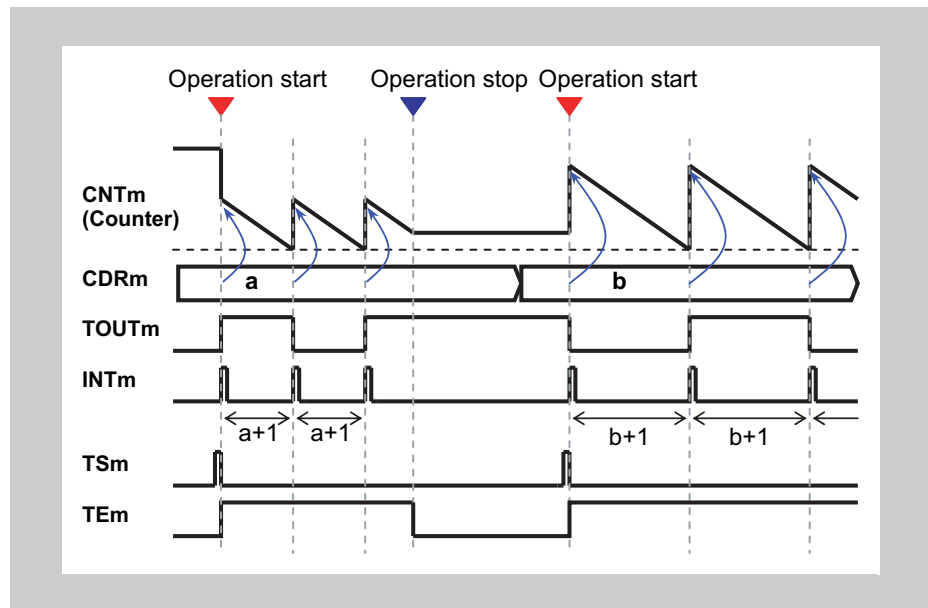 Operation start Operation stop Operation start
CNTm
(Counter)
CDRm a b
TOUTm
INTm
a+1 a+1 b+1 b+1
TSm
TEm